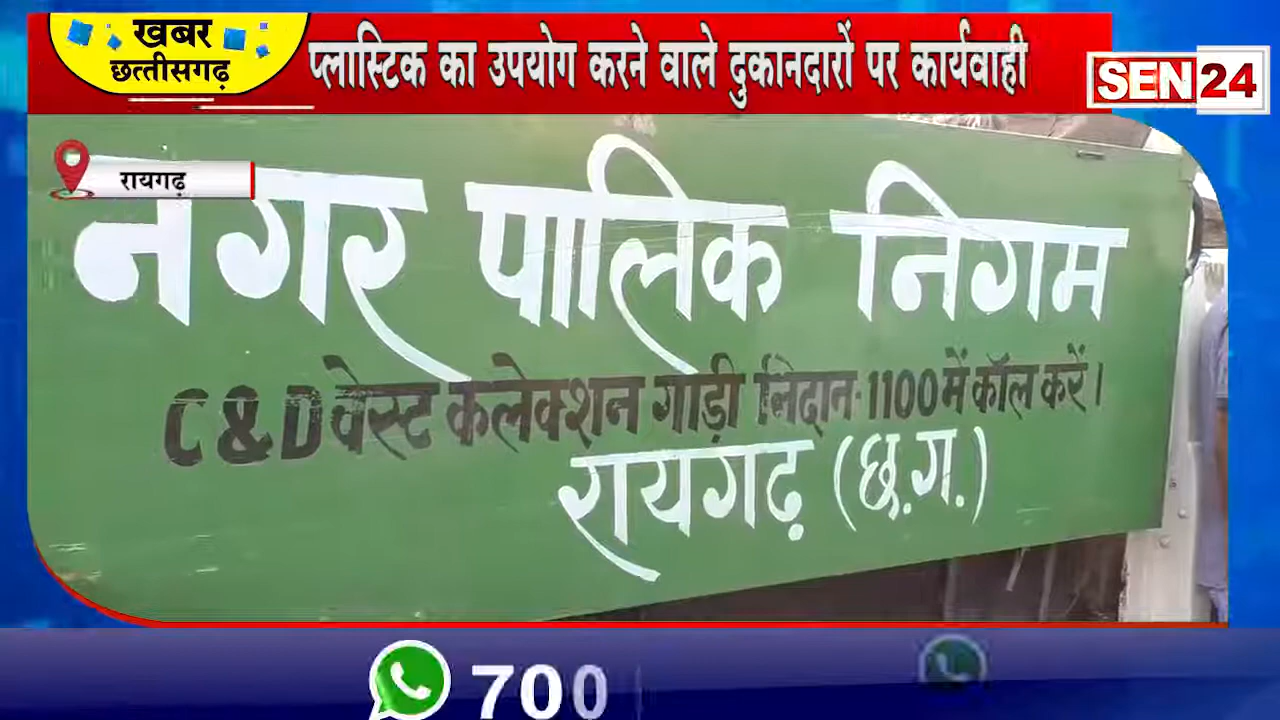 खबर
छत्तीसगढ़
प्लास्टिक का उपयोग करने वाले दुकानदारों पर कार्यवाही
SEN24
रायगढ़
नगर पालिक निगम
C&D वेस्ट कलेक्शन गाड़ी निदान-1100 में कॉल करें।
रायगढ़ (छ.ग.)
700